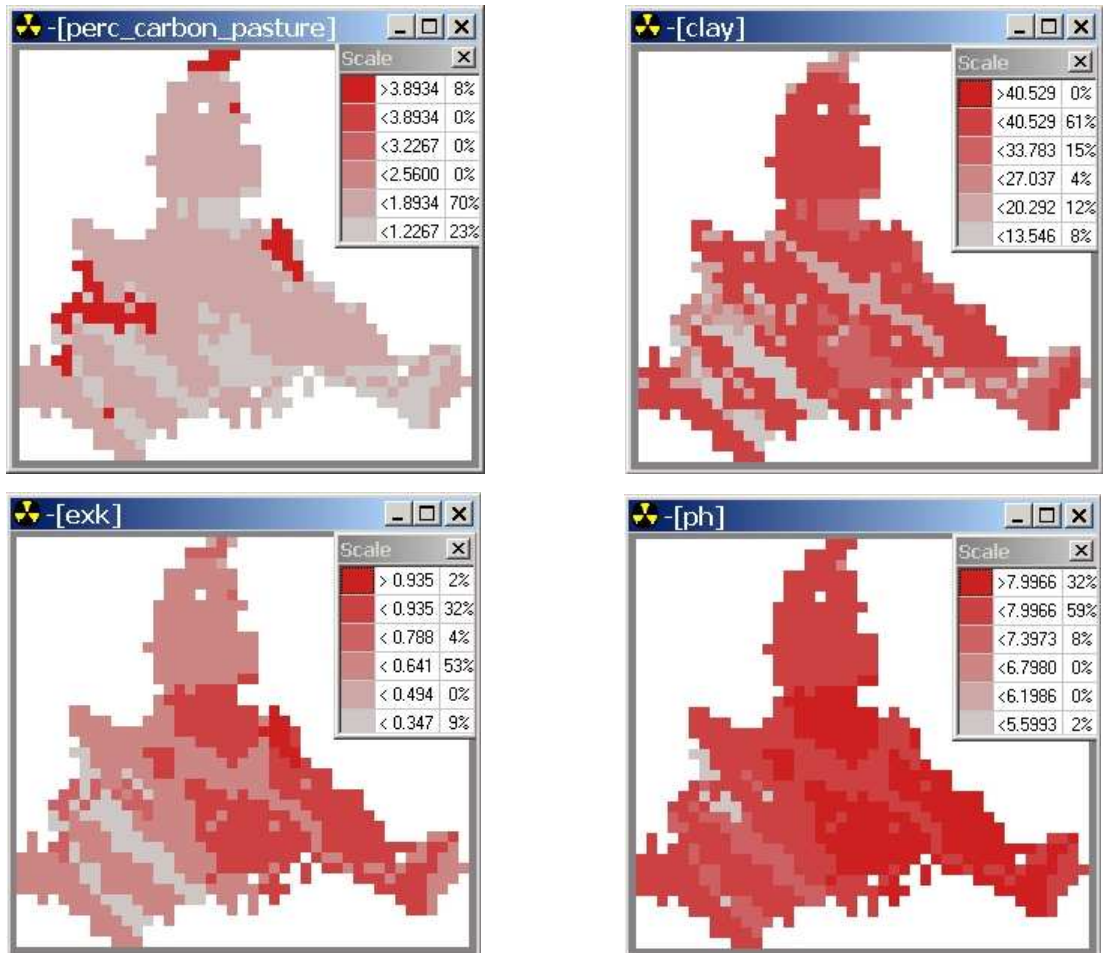 -[perc_carbon_pasture]
Scale
>3.8934 8%
<3.8934 0%
<3.2267 0%
<2.5600 0%
<1.8934 70%
<1.2267 23%
-[clay]
Scale
>40.529 0%
<40.529 61%
<33.783 15%
<27.037 4%
<20.292 12%
<13.546 8%
-[exk]
Scale
> 0.935 2%
< 0.935 32%
< 0.788 4%
< 0.641 53%
< 0.494 0%
< 0.347 9%
-[ph]
Scale
>7.9966 32%
<7.9966 59%
<7.3973 8%
<6.7980 0%
<6.1986 0%
<5.5993 2%